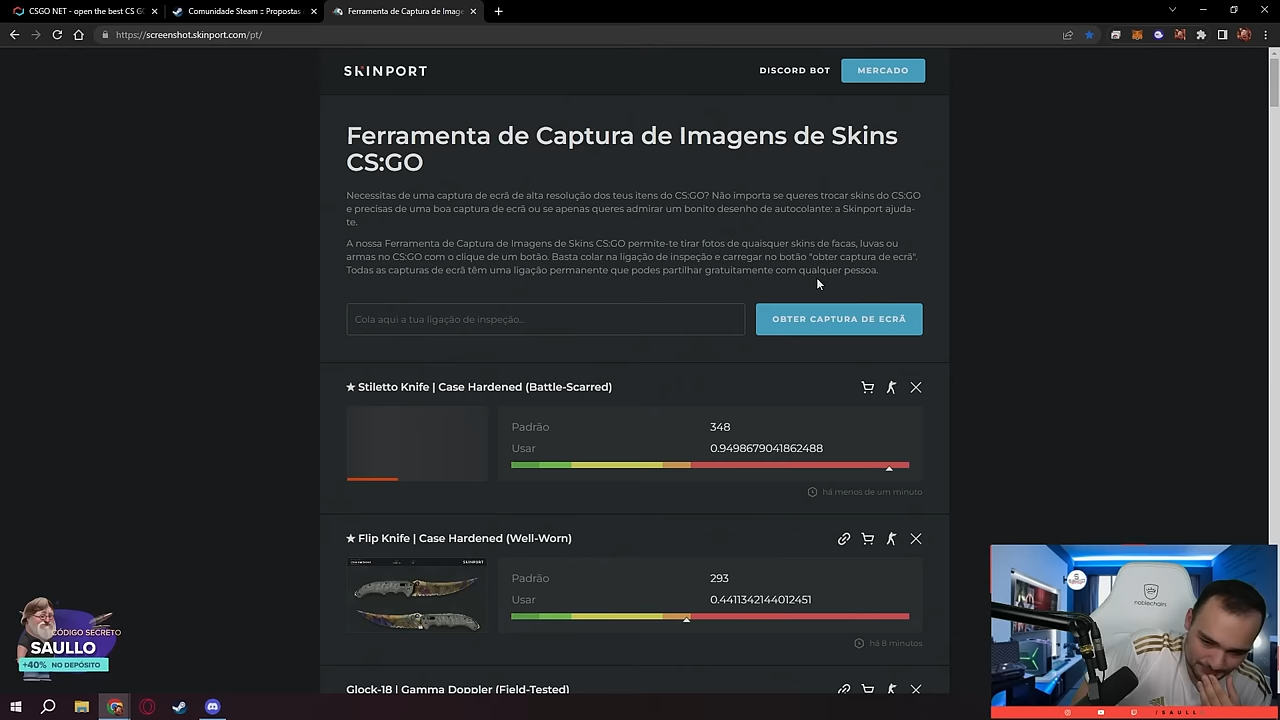 CSGO NET - open the best CS GO
Comunidade Steam :: Propostas
Ferramenta de Captura de Image
https://screenshot.skinport.com/pt/
SKINPORT
DISCORD BOT
MERCADO
Ferramenta de Captura de Imagens de Skins
CS:GO
Necessitas de uma captura de ecrã de alta resolução dos teus itens do CS:GO? Não importa se queres trocar skins do CS:GO
e precisas de uma boa captura de ecrã ou se apenas queres admirar um bonito desenho de autocolante: a Skinport ajuda-
te.
A nossa Ferramenta de Captura de Imagens de Skins CS:GO permite-te tirar fotos de quaisquer skins de facas, luvas ou
armas no CS:GO com o clique de um botão. Basta colar na ligação de inspeção e carregar no botão "obter captura de ecrã".
Todas as capturas de ecrã têm uma ligação permanente que podes partilhar gratuitamente com qualquer pessoa.
Cola aqui a tua ligação de inspeção...
OBTER CAPTURA DE ECRÃ
★ Stiletto Knife | Case Hardened (Battle-Scarred)
Padrão 348
Usar 0.9498679041862488
há menos de um minuto
★ Flip Knife | Case Hardened (Well-Worn)
SKINPORT
Padrão 293
Usar 0.4411342144012451
há 8 minutos
Glock-18 | Gamma Doppler (Field-Tested)
CÓDIGO SECRETO
SAULLO
+40% NO DEPÓSITO
noblechairs
/SAULL